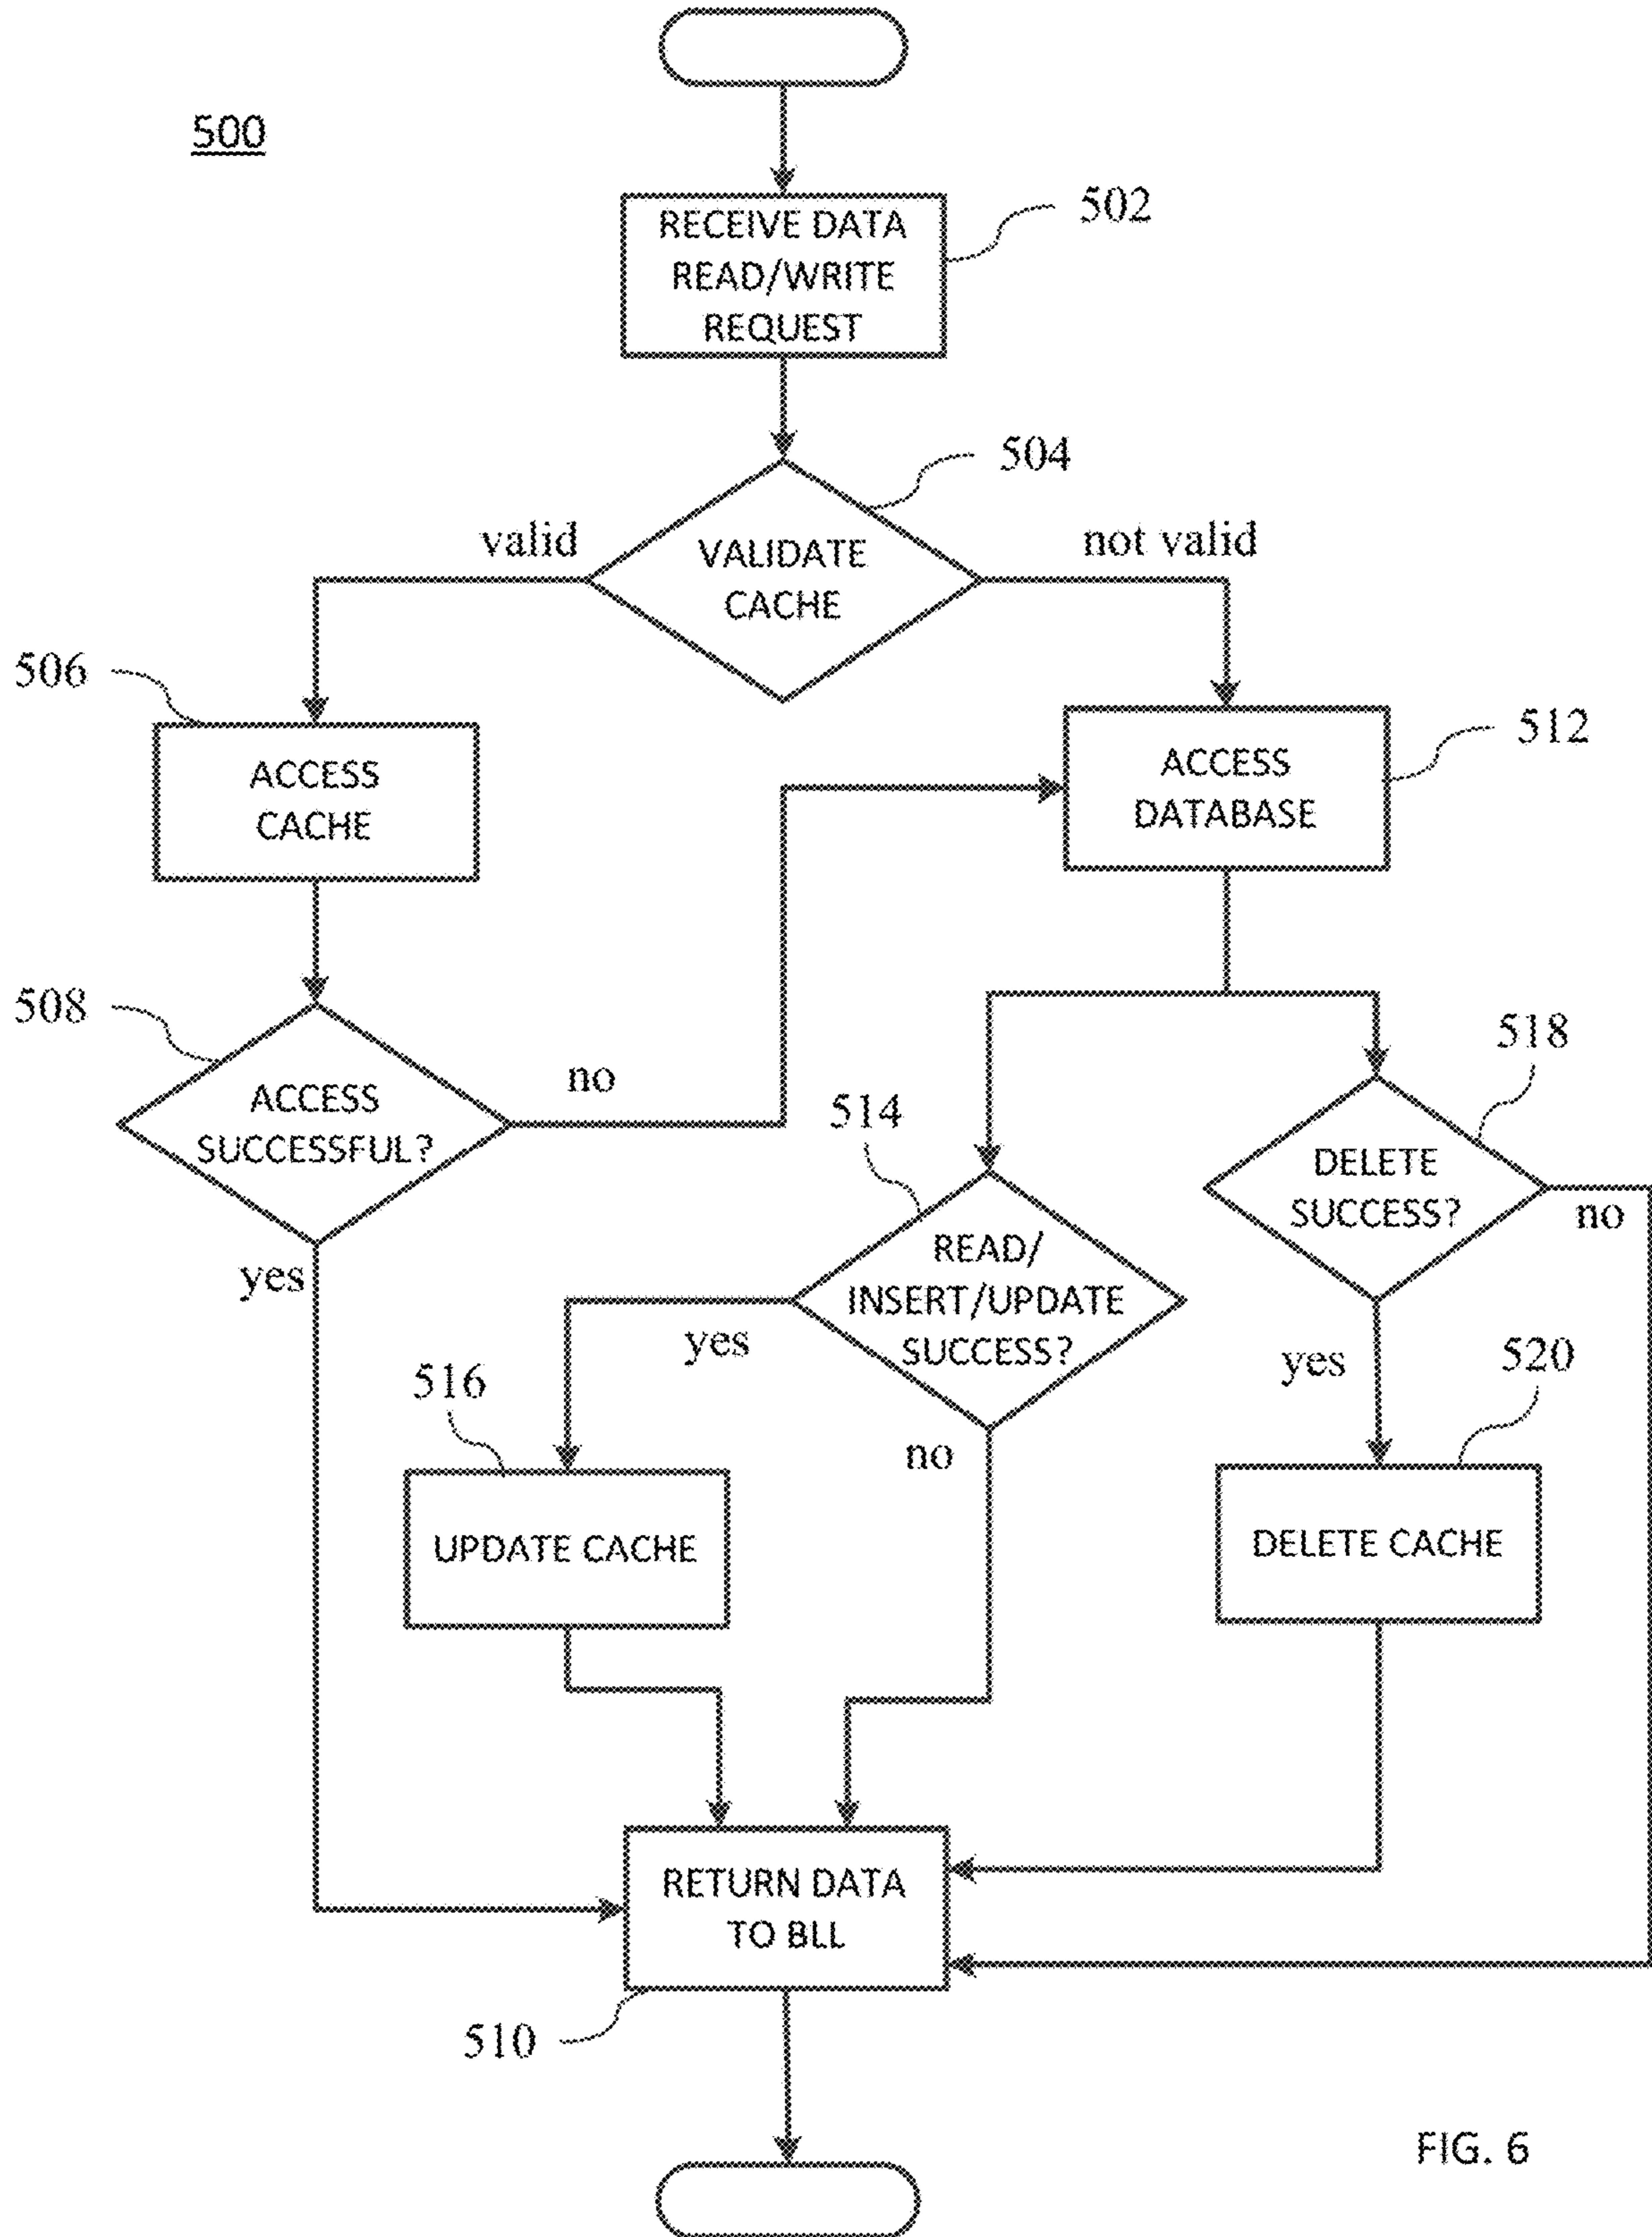 500
RECEIVE DATA
READ/WRITE
REQUEST
502
504
valid
VALIDATE
CACHE
not valid
506
ACCESS
CACHE
512
ACCESS
DATABASE
508
ACCESS
SUCCESSFUL?
no
yes
514
READ/
INSERT/UPDATE
SUCCESS?
yes
no
518
DELETE
SUCCESS?
no
yes
516
UPDATE CACHE
520
DELETE CACHE
RETURN DATA
TO BLL
510
FIG. 6